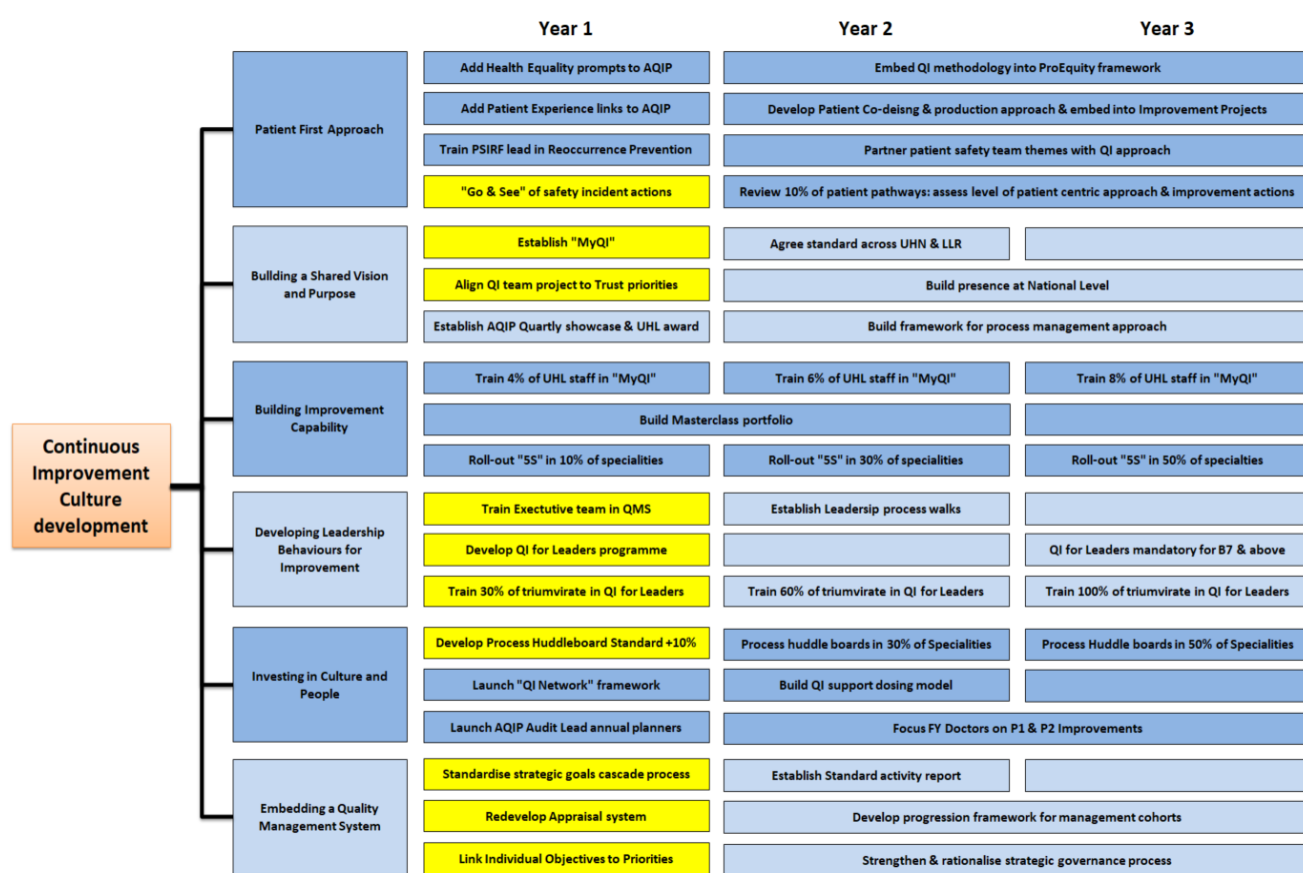 Year 1
Year 2
Year 3
Continuous
Improvement
Culture
development
Patient First Approach
Add Health Equality prompts to AQIP
Embed QI methodology into ProEquity framework
Add Patient Experience links to AQIP
Develop Patient Co-deisng & production approach & embed into Improvement Projects
Train PSIRF lead in Reoccurrence Prevention
Partner patient safety team themes with QI approach
"Go & See" of safety incident actions
Review 10% of patient pathways: assess level of patient centric approach & improvement actions
Building a Shared Vision
and Purpose
Establish "MyQI"
Agree standard across UHN & LLR
Align QI team project to Trust priorities
Build presence at National Level
Establish AQIP Quartly showcase & UHL award
Build framework for process management approach
Building Improvement
Capability
Train 4% of UHL staff in "MyQI"
Train 6% of UHL staff in "MyQI"
Train 8% of UHL staff in "MyQI"
Build Masterclass portfolio
Roll-out "5S" in 10% of specialities
Roll-out "5S" in 30% of specialities
Roll-out "5S" in 50% of specialties
Developing Leadership
Behaviours for
Improvement
Train Exectutive team in QMS
Establish Leadersip process walks
Develop QI for Leaders programme
QI for Leaders mandatory for B7 & above
Train 30% of triumvirate in QI for Leaders
Train 60% of triumvirate in QI for Leaders
Train 100% of triumvirate in QI for Leaders
Investing in Culture and
People
Develop Process Huddleboard Standard +10%
Process huddle boards in 30% of Specialities
Process Huddle boards in 50% of Specialities
Launch "QI Network" framework
Build QI support dosing model
Launch AQIP Audit Lead annual planners
Focus FY Doctors on P1 & P2 Improvements
Embedding a Quality
Management System
Standardise strategic goals cascade process
Establish Standard activity report
Redevelop Appraisal system
Develop progression framework for management cohorts
Link Individual Objectives to Priorities
Strengthen & rationalise strategic governance process